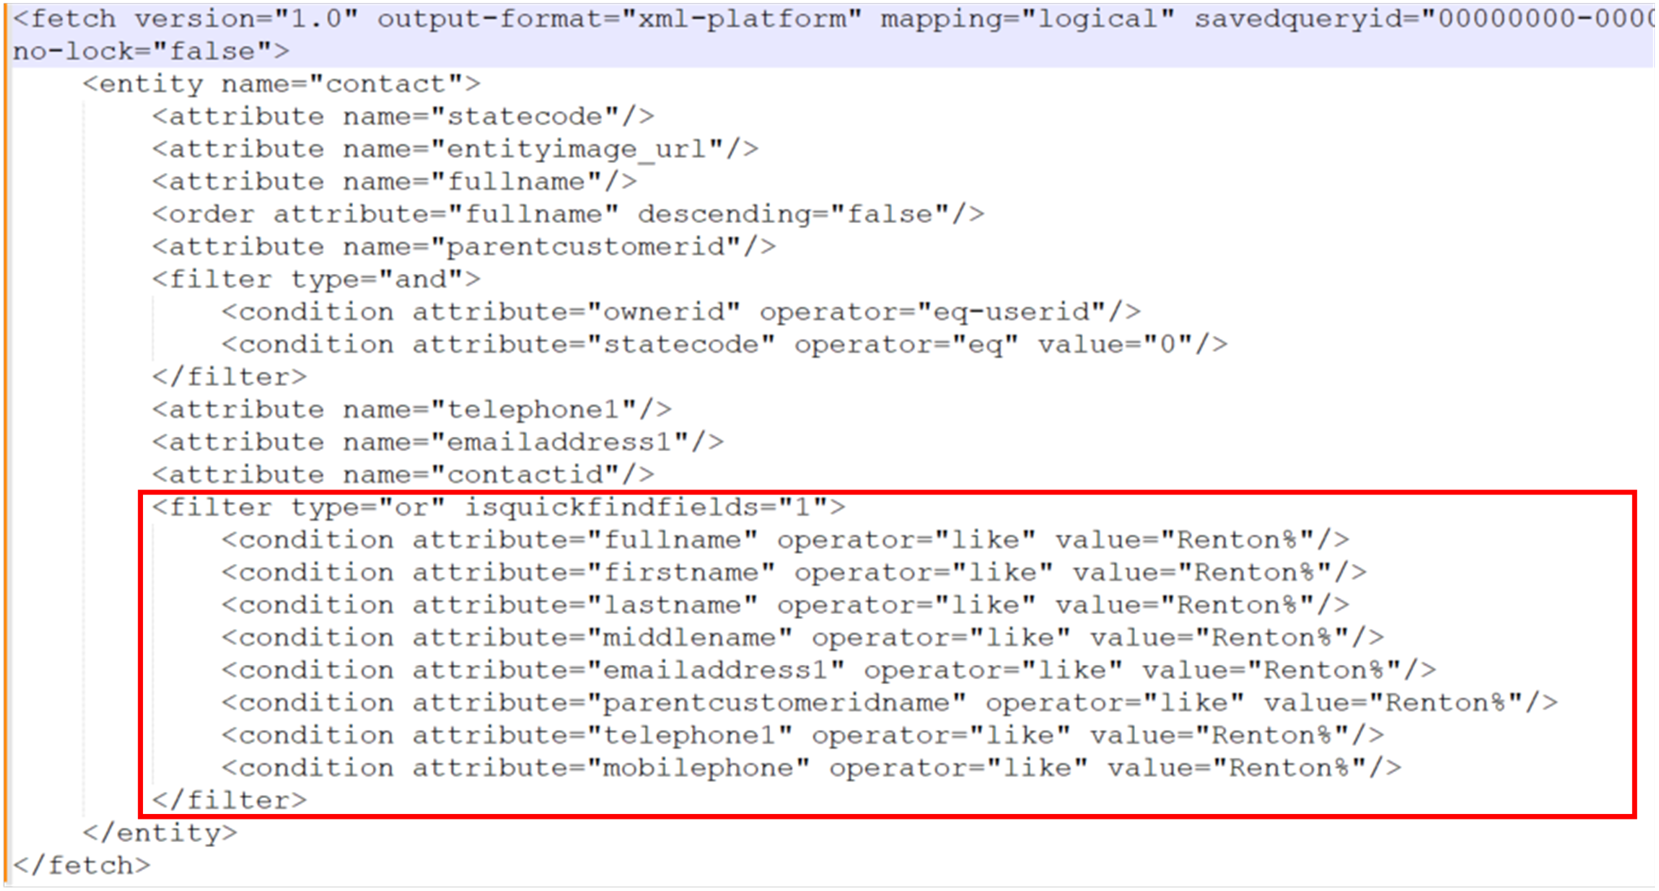 <fetch version="1.0" output-format="xml-platform" mapping="logical" savedqueryid="00000000-000
no-lock="false">
<entity name="contact">
<attribute name="statecode"/>
<attribute name="entityimage_url"/>
<attribute name="fullname"/>
<order attribute="fullname" descending="false"/>
<attribute name="parentcustomerid"/>
<filter type="and">
<condition attribute="ownerid" operator="eq-userid"/>
<condition attribute="statecode" operator="eq" value="0"/>
</filter>
<attribute name="telephone1"/>
<attribute name="emailaddress1"/>
<attribute name="contactid"/>
<filter type="or" isquickfindfields="1">
<condition attribute="fullname" operator="like" value="Renton%"/>
<condition attribute="firstname" operator="like" value="Renton%"/>
<condition attribute="lastname" operator="like" value="Renton%"/>
<condition attribute="middlename" operator="like" value="Renton%"/>
<condition attribute="emailaddress1" operator="like" value="Renton%"/>
<condition attribute="parentcustomeridname" operator="like" value="Renton%"/>
<condition attribute="telephone1" operator="like" value="Renton%"/>
<condition attribute="mobilephone" operator="like" value="Renton%"/>
</filter>
</entity>
</fetch>